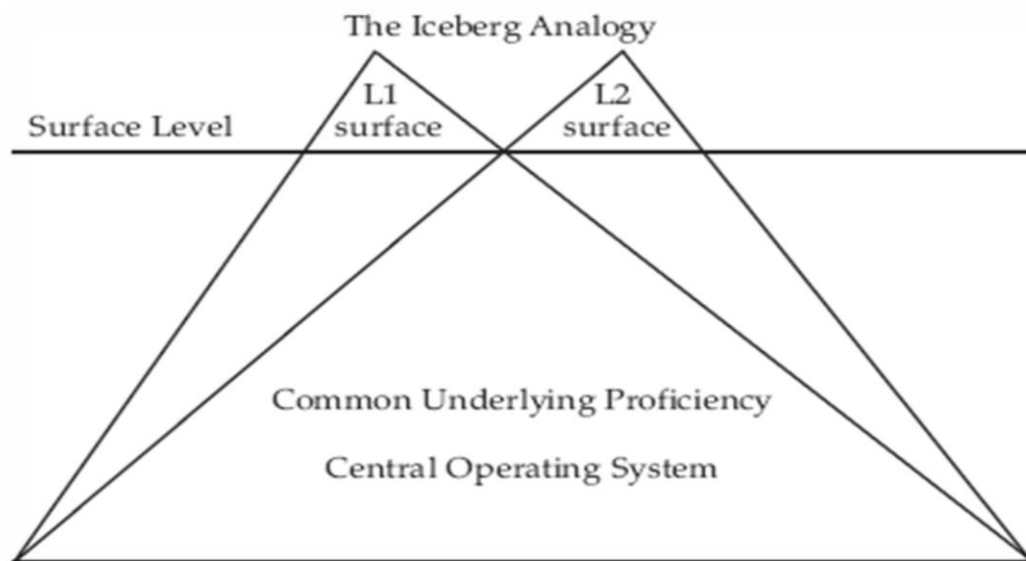 The Iceberg Analogy
L1
surface
L2
surface
Surface Level
Common Underlying Proficiency
Central Operating System